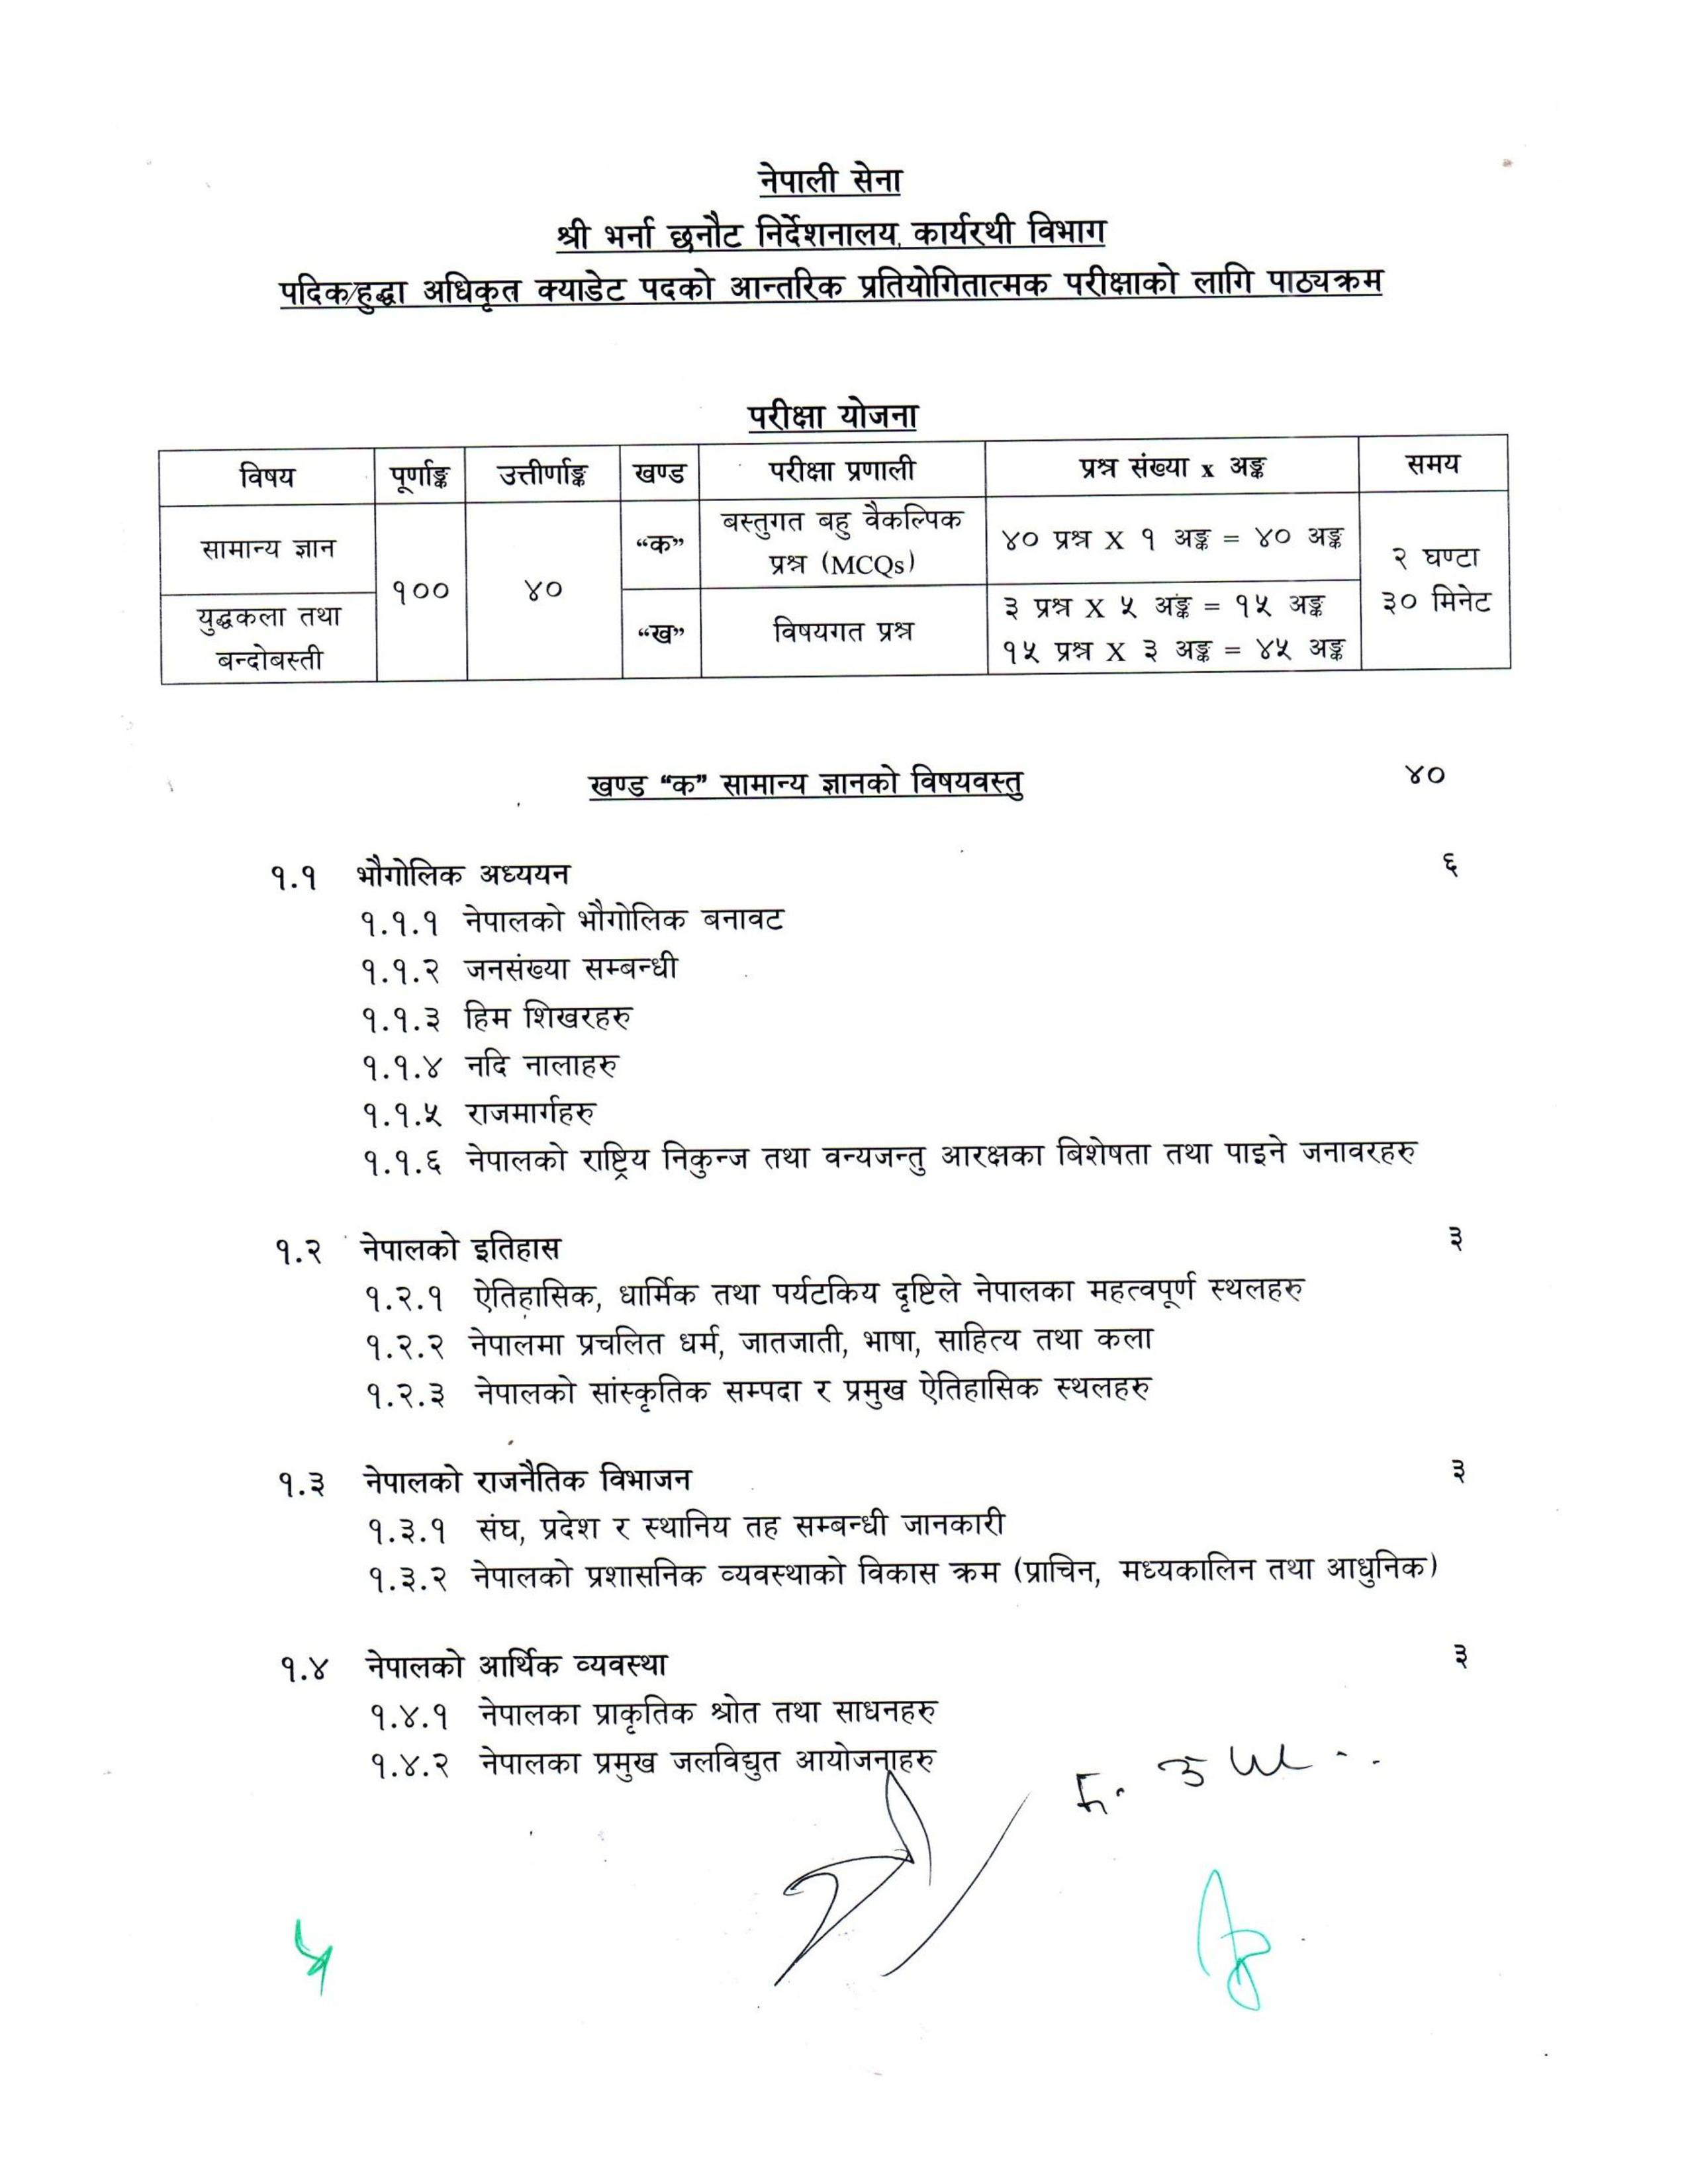 नेपाली सेना
श्री भर्ना छनौट निर्देशनालय, कार्यरथी विभाग
पदिक/हुद्धा अधिकृत क्याडेट पदको आन्तरिक प्रतियोगितात्मक परीक्षाको लागि पाठ्यक्रम
परीक्षा योजना
विषय पूर्णाङ्क उत्तीर्णाङ्क खण्ड परीक्षा प्रणाली प्रश्न संख्या x अङ्क समय
सामान्य ज्ञान १०० ४० “क” बस्तुगत बहु वैकल्पिक प्रश्न (MCQs) ४० प्रश्न X १ अङ्क = ४० अङ्क २ घण्टा ३० मिनेट
युद्धकला तथा बन्दोबस्ती “ख” विषयगत प्रश्न ३ प्रश्न X ५ अङ्क = १५ अङ्क
१५ प्रश्न X ३ अङ्क = ४५ अङ्क
खण्ड “क” सामान्य ज्ञानको विषयवस्तु ४०
१.१ भौगोलिक अध्ययन ६
१.१.१ नेपालको भौगोलिक बनावट
१.१.२ जनसंख्या सम्बन्धी
१.१.३ हिम शिखरहरु
१.१.४ नदि नालाहरु
१.१.५ राजमार्गहरु
१.१.६ नेपालको राष्ट्रिय निकुन्ज तथा वन्यजन्तु आरक्षका बिशेषता तथा पाइने जनावरहरु
१.२ नेपालको इतिहास ३
१.२.१ ऐतिहासिक, धार्मिक तथा पर्यटकिय दृष्टिले नेपालका महत्वपूर्ण स्थलहरु
१.२.२ नेपालमा प्रचलित धर्म, जातजाती, भाषा, साहित्य तथा कला
१.२.३ नेपालको सांस्कृतिक सम्पदा र प्रमुख ऐतिहासिक स्थलहरु
१.३ नेपालको राजनैतिक विभाजन ३
१.३.१ संघ, प्रदेश र स्थानिय तह सम्बन्धी जानकारी
१.३.२ नेपालको प्रशासनिक व्यवस्थाको विकास क्रम (प्राचिन, मध्यकालिन तथा आधुनिक)
१.४ नेपालको आर्थिक व्यवस्था ३
१.४.१ नेपालका प्राकृतिक श्रोत तथा साधनहरु
१.४.२ नेपालका प्रमुख जलविद्युत आयोजनाहरु